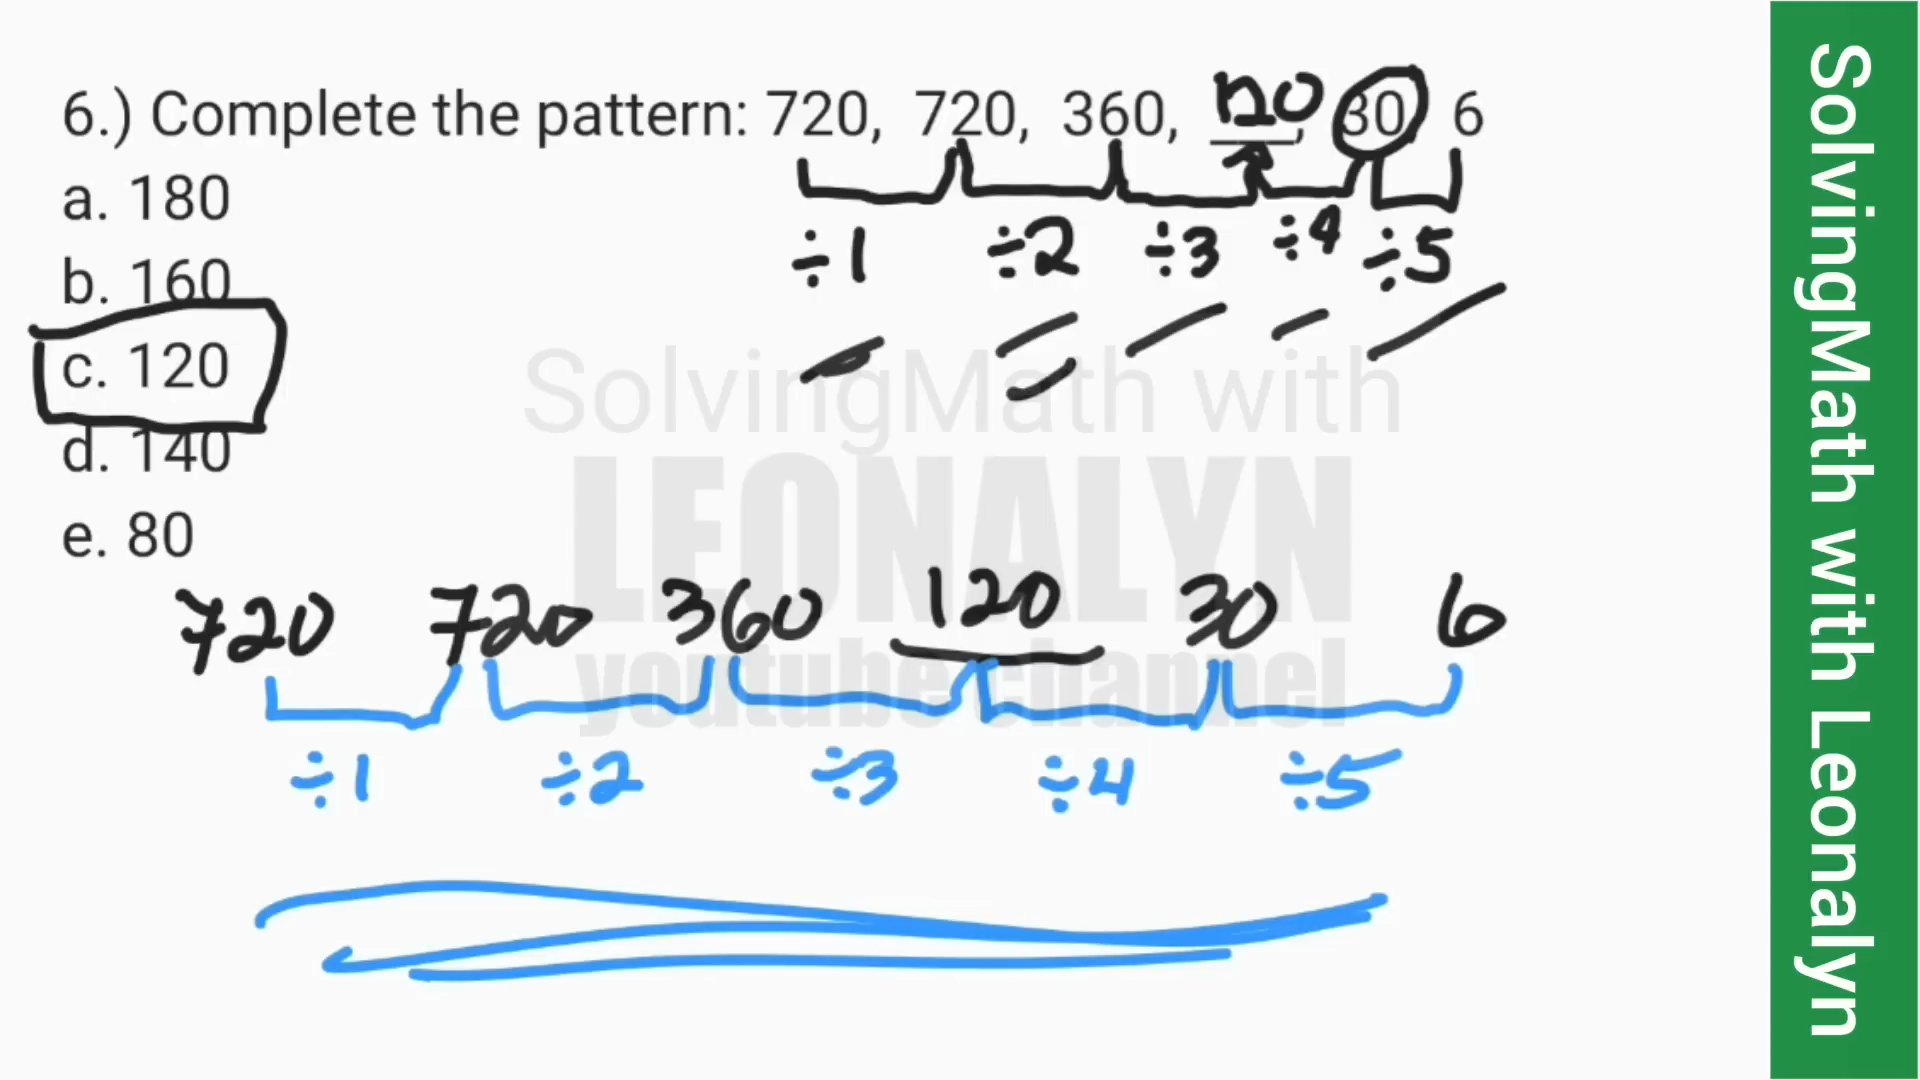 6.) Complete the pattern: 720, 720, 360, 120, 30 6
÷1 ÷2 ÷3 ÷4 ÷5
a. 180
b. 160
c. 120
d. 140
e. 80
SolvingMath with
LEONALYN
youtube channel
720 720 360 120 30 6
÷1 ÷2 ÷3 ÷4 ÷5
SolvingMath with Leonalyn